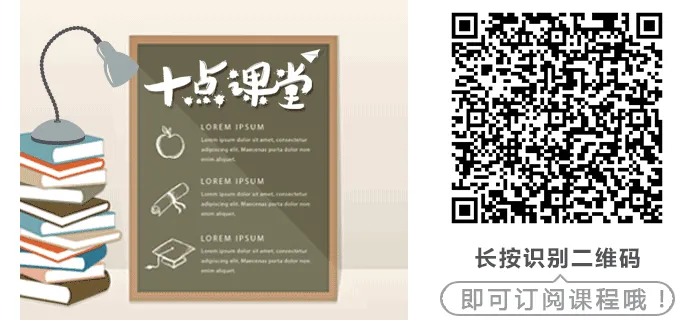 十点课堂
LOREM IPSUM
Lorem ipsum dolor sit amet, consectetur
adipiscing elit. Maecenas porta dolor non
enim aliquet.
LOREM IPSUM
Lorem ipsum dolor sit amet, consectetur
adipiscing elit. Maecenas porta dolor non
enim aliquet.
LOREM IPSUM
Lorem ipsum dolor sit amet, consectetur
adipiscing elit. Maecenas porta dolor non
enim aliquet.
长按识别二维码
即可订阅课程哦！